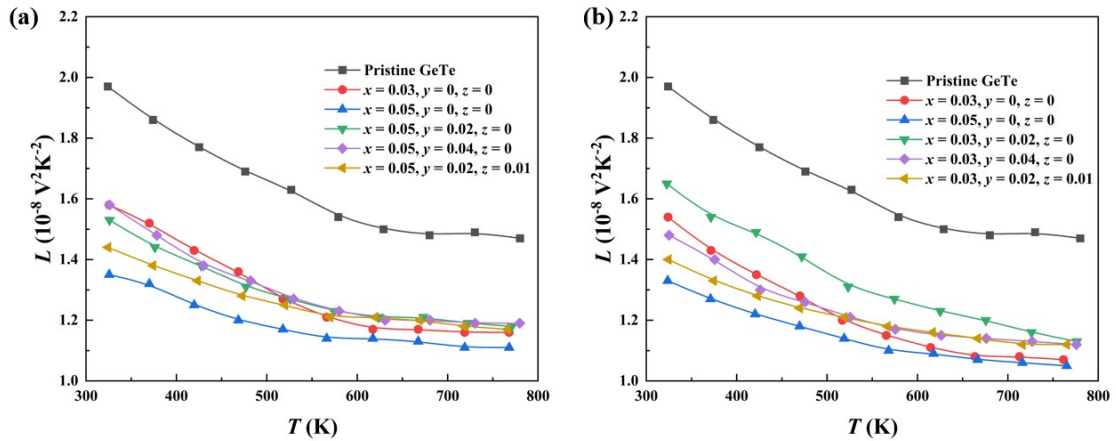 (a)
2.2
2.0
1.8
1.6
1.4
1.2
1.0
L (10⁻⁸ V²K⁻²)
Pristine GeTe
x = 0.03, y = 0, z = 0
x = 0.05, y = 0, z = 0
x = 0.05, y = 0.02, z = 0
x = 0.05, y = 0.04, z = 0
x = 0.05, y = 0.02, z = 0.01
300 400 500 600 700 800
T (K)
(b)
2.2
2.0
1.8
1.6
1.4
1.2
1.0
L (10⁻⁸ V²K⁻²)
Pristine GeTe
x = 0.03, y = 0, z = 0
x = 0.05, y = 0, z = 0
x = 0.03, y = 0.02, z = 0
x = 0.03, y = 0.04, z = 0
x = 0.03, y = 0.02, z = 0.01
300 400 500 600 700 800
T (K)